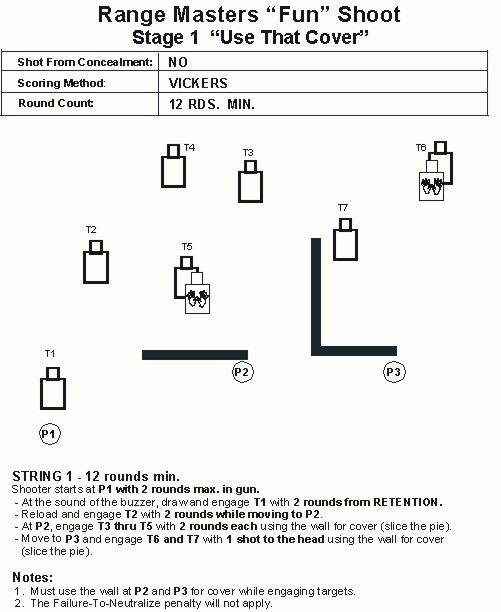 Range Masters “Fun” Shoot
Stage 1 “Use That Cover”
Shot From Concealment: NO
Scoring Method: VICKERS
Round Count: 12 RDS. MIN.
T4
T3
T6
T7
T2
T5
T1
P2
P3
P1
STRING 1 - 12 rounds min.
Shooter starts at P1 with 2 rounds max. in gun.
- At the sound of the buzzer, draw and engage T1 with 2 rounds from RETENTION.
- Reload and engage T2 with 2 rounds while moving to P2.
- At P2, engage T3 thru T5 with 2 rounds each using the wall for cover (slice the pie).
- Move to P3 and engage T6 and T7 with 1 shot to the head using the wall for cover
(slice the pie).
Notes:
1. Must use the wall at P2 and P3 for cover while engaging targets.
2. The Failure-To-Neutralize penalty will not apply.